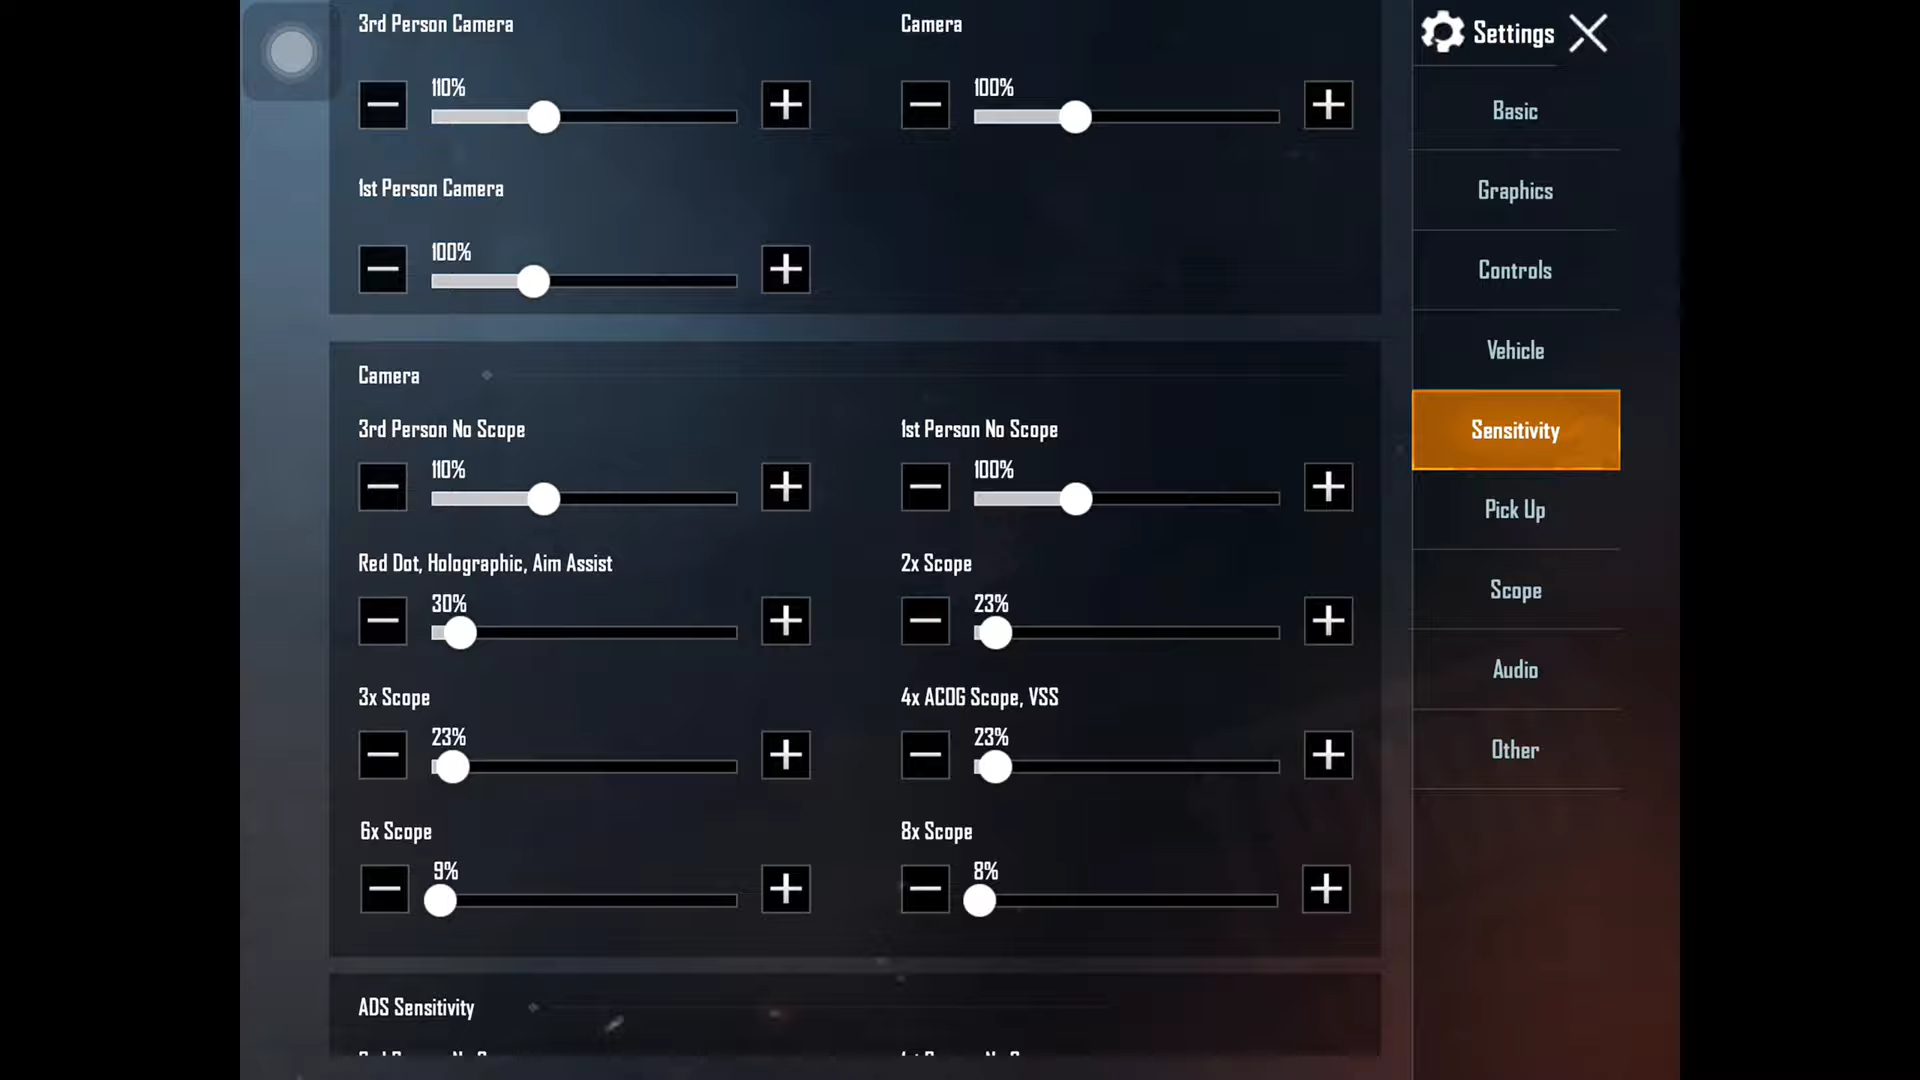 3rd Person Camera
Camera
110%
100%
1st Person Camera
100%
Camera
3rd Person No Scope
1st Person No Scope
110%
100%
Red Dot, Holographic, Aim Assist
2x Scope
30%
23%
3x Scope
4x ACOG Scope, VSS
23%
23%
6x Scope
8x Scope
9%
8%
ADS Sensitivity
Settings
Basic
Graphics
Controls
Vehicle
Sensitivity
Pick Up
Scope
Audio
Other